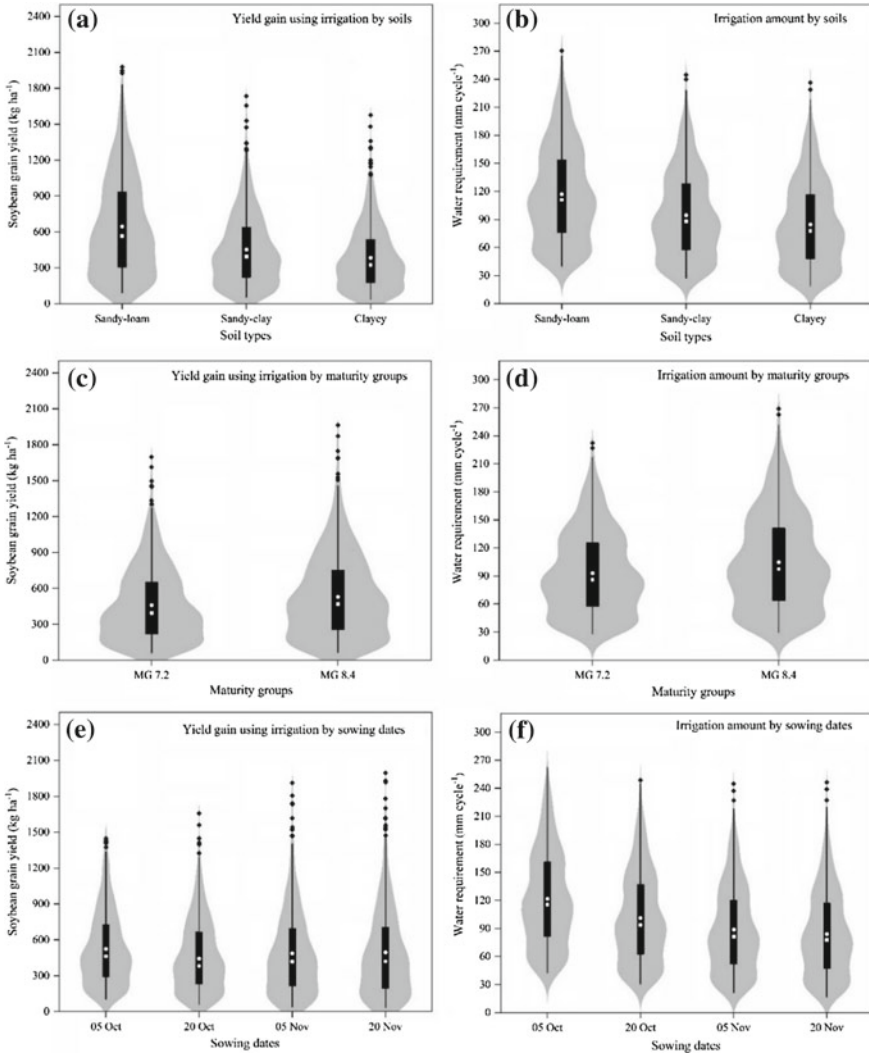 (a) Yield gain using irrigation by soils
Soybean grain yield (kg ha⁻¹)
2400
2100
1800
1500
1200
900
600
300
0
Sandy-loam Sandy-clay Clayey
Soil types
(b) Irrigation amount by soils
Water requirement (mm cycle⁻¹)
300
270
240
210
180
150
120
90
60
30
0
Sandy-loam Sandy-clay Clayey
Soil types
(c) Yield gain using irrigation by maturity groups
Soybean grain yield (kg ha⁻¹)
2400
2100
1800
1500
1200
900
600
300
0
MG 7.2 MG 8.4
Maturity groups
(d) Irrigation amount by maturity groups
Water requirement (mm cycle⁻¹)
300
270
240
210
180
150
120
90
60
30
0
MG 7.2 MG 8.4
Maturity groups
(e) Yield gain using irrigation by sowing dates
Soybean grain yield (kg ha⁻¹)
2400
2100
1800
1500
1200
900
600
300
0
05 Oct 20 Oct 05 Nov 20 Nov
Sowing dates
(f) Irrigation amount by sowing dates
Water requirement (mm cycle⁻¹)
300
270
240
210
180
150
120
90
60
30
0
05 Oct 20 Oct 05 Nov 20 Nov
Sowing dates